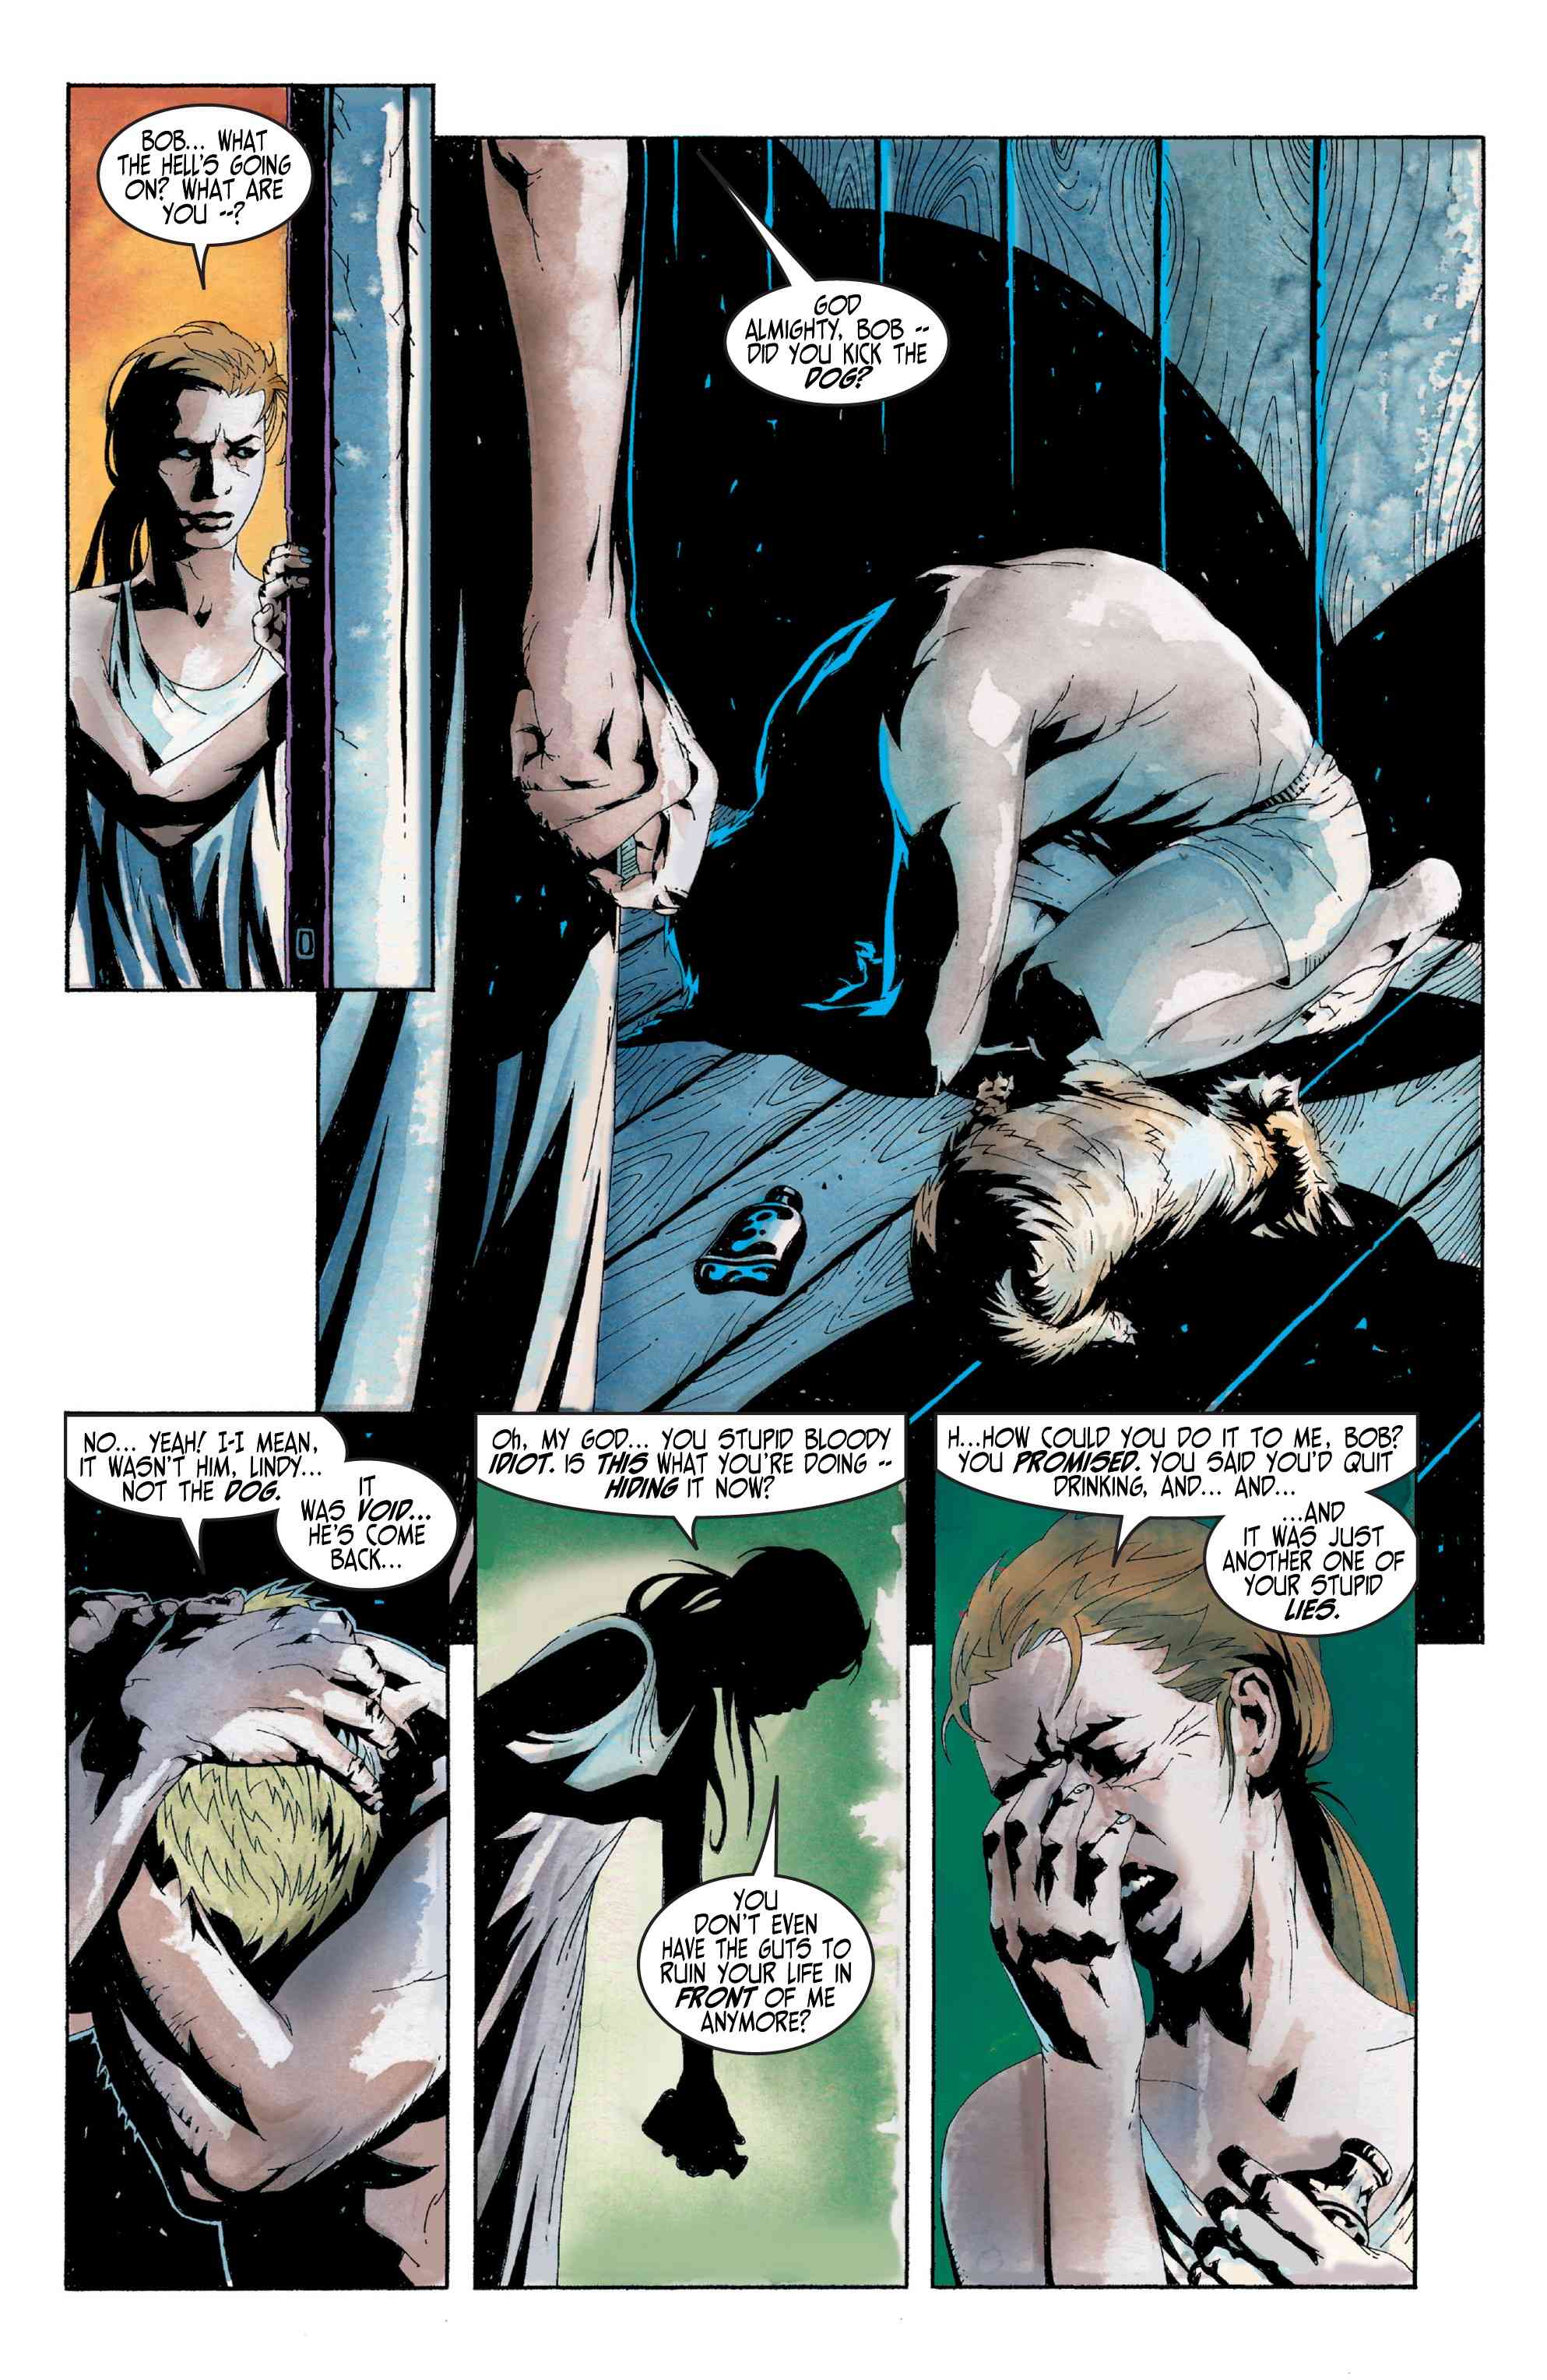 BOB... WHAT
THE HELL'S GOING
ON? WHAT ARE
YOU --?
GOD
ALMIGHTY, BOB --
DID YOU KICK THE
DOG?
NO... YEAH! I-I MEAN,
IT WASN'T HIM, LINDY...
NOT THE DOG.
IT
WAS VOID...
HE'S COME
BACK...
Oh, MY GOD... YOU STUPID BLOODY
IDIOT. IS THIS WHAT YOU'RE DOING --
HIDING IT NOW?
YOU
DON'T EVEN
HAVE THE GUTS TO
RUIN YOUR LIFE IN
FRONT OF ME
ANYMORE?
H...HOW COULD YOU DO IT TO ME, BOB?
YOU PROMISED. YOU SAID YOU'D QUIT
DRINKING, AND... AND...
...AND
IT WAS JUST
ANOTHER ONE OF
YOUR STUPID
LIES.